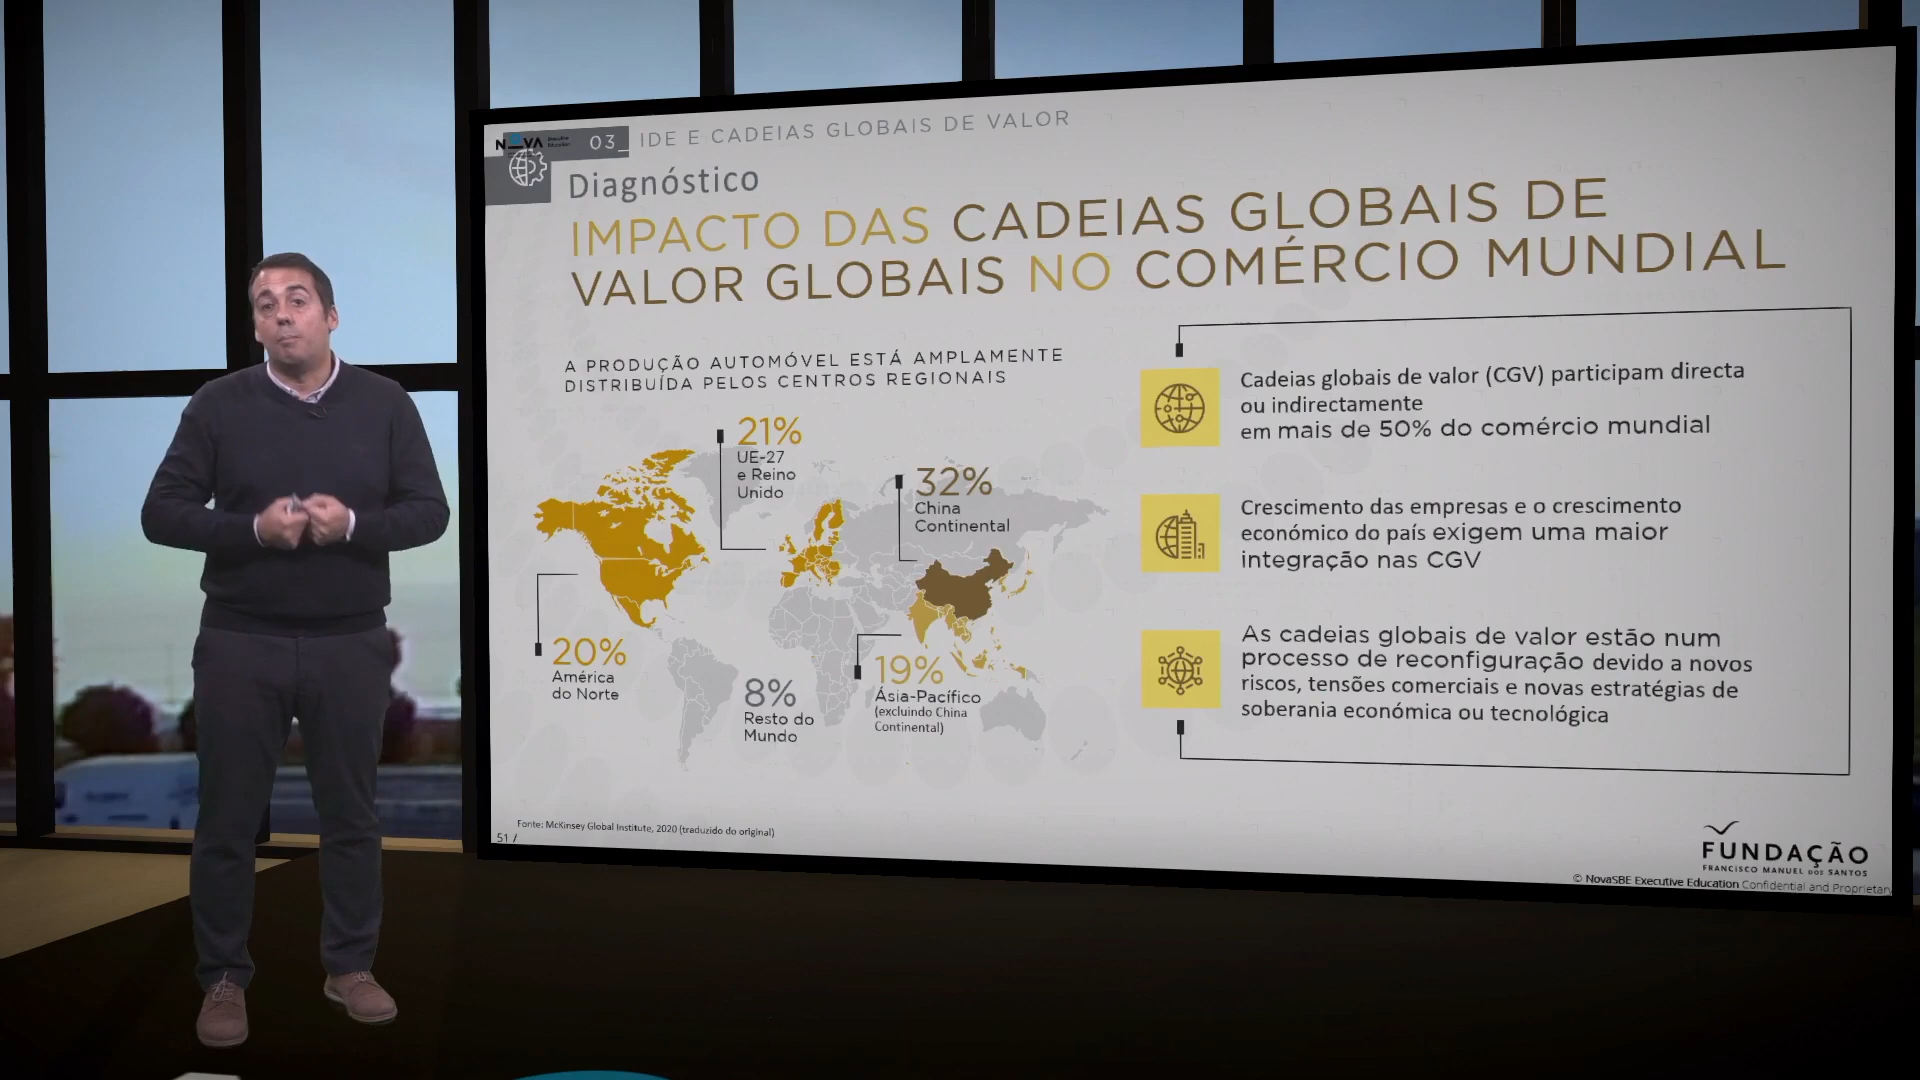 NOVA
03_
IDE E CADEIAS GLOBAIS DE VALOR
Diagnóstico
IMPACTO DAS CADEIAS GLOBAIS DE
VALOR GLOBAIS NO COMÉRCIO MUNDIAL
A PRODUÇÃO AUTOMÓVEL ESTÁ AMPLAMENTE
DISTRIBUÍDA PELOS CENTROS REGIONAIS
21%
UE-27
e Reino
Unido
32%
China
Continental
20%
América
do Norte
8%
Resto do
Mundo
19%
Ásia-Pacífico
(excluindo China
Continental)
Cadeias globais de valor (CGV) participam directa
ou indirectamente
em mais de 50% do comércio mundial
Crescimento das empresas e o crescimento
económico do país exigem uma maior
integração nas CGV
As cadeias globais de valor estão num
processo de reconfiguração devido a novos
riscos, tensões comerciais e novas estratégias de
soberania económica ou tecnológica
Fonte: McKinsey Global Institute, 2020 (traduzido do original)
51 /
FUNDAÇÃO
FRANCISCO MANUEL DOS SANTOS
© NovaSBE Executive Education Confidential and Proprietary